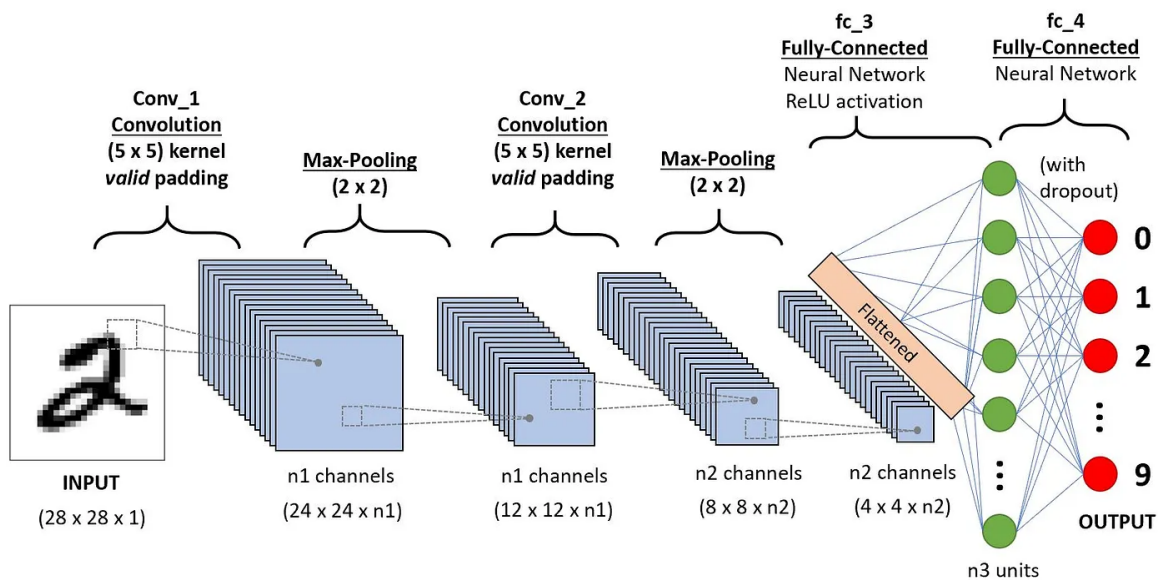 Conv_1
Convolution
(5 x 5) kernel
valid padding
Max-Pooling
(2 x 2)
Conv_2
Convolution
(5 x 5) kernel
valid padding
Max-Pooling
(2 x 2)
fc_3
Fully-Connected
Neural Network
ReLU activation
fc_4
Fully-Connected
Neural Network
(with
dropout)
2
INPUT
(28 x 28 x 1)
n1 channels
(24 x 24 x n1)
n1 channels
(12 x 12 x n1)
n2 channels
(8 x 8 x n2)
n2 channels
(4 x 4 x n2)
Flattened
n3 units
0
1
2
9
OUTPUT